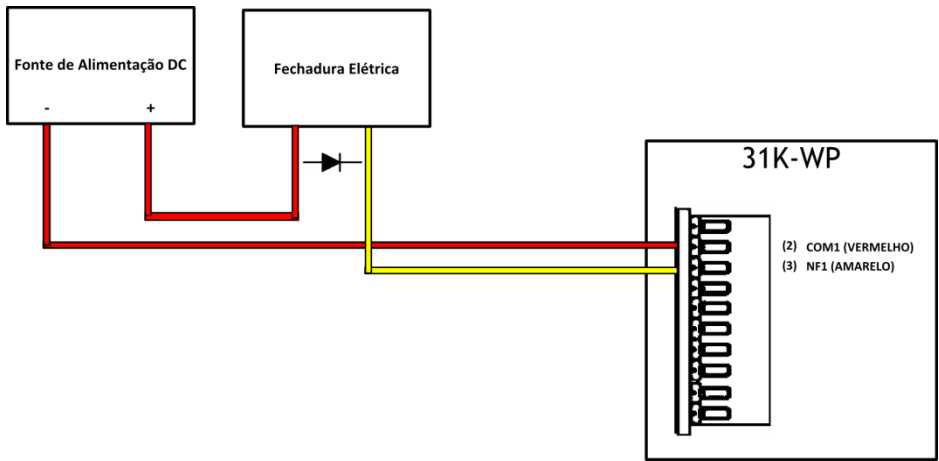 Fonte de Alimentação DC
- +
Fechadura Elétrica
31K-WP
(2) COM1 (VERMELHO)
(3) NF1 (AMARELO)